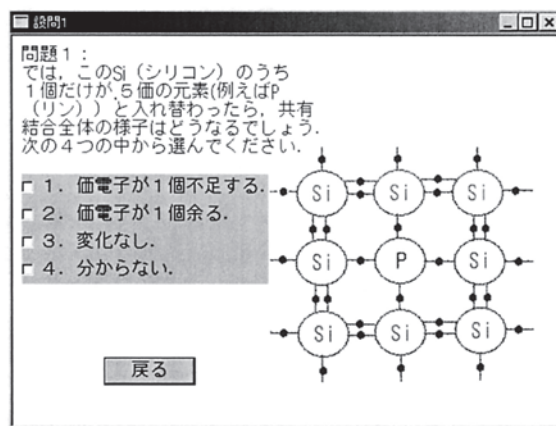 設問1
問題１：
では，このSi（シリコン）のうち
１個だけが,５価の元素(例えばP
（リン））と入れ替わったら，共有
結合全体の様子はどうなるでしょう．
次の４つの中から選んでください．
１．価電子が１個不足する．
２．価電子が１個余る．
３．変化なし．
４．分からない．
戻る
Si Si Si
Si P Si
Si Si Si